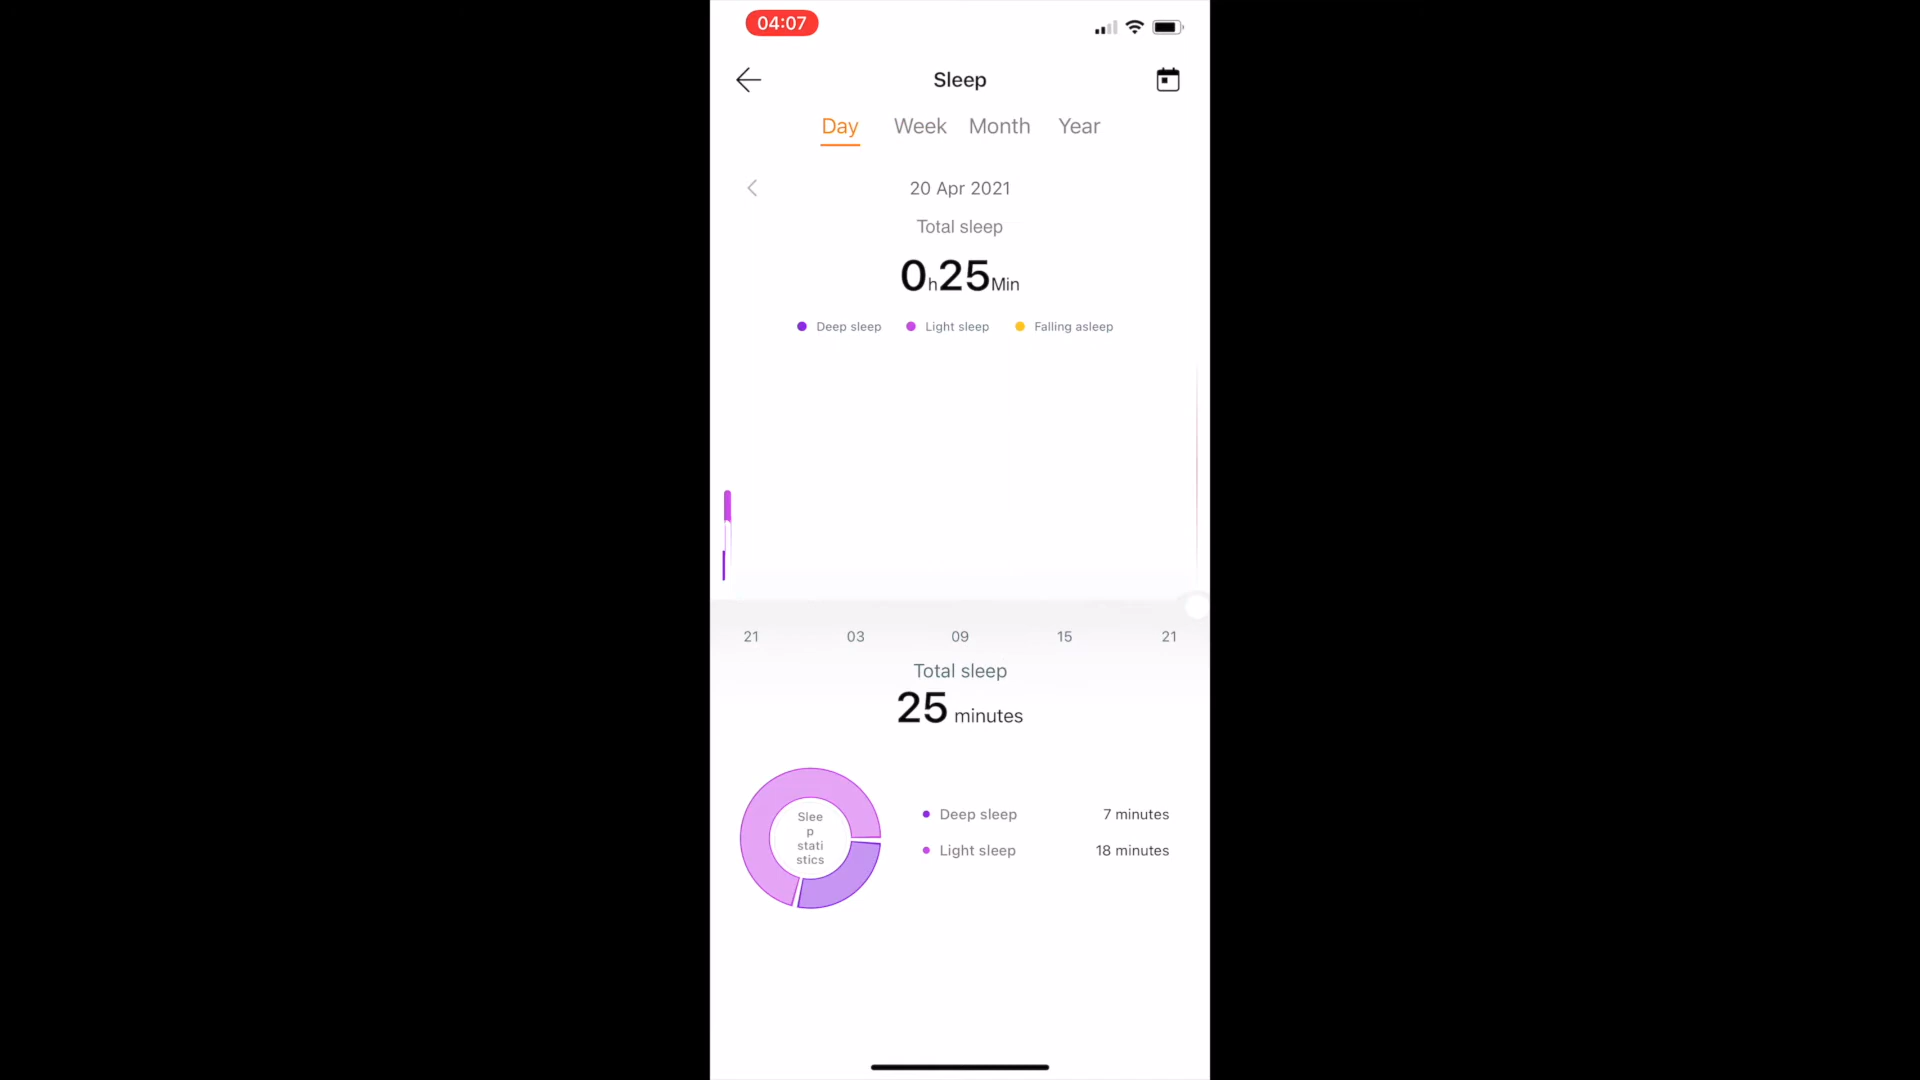 04:07
Sleep
Day Week Month Year
20 Apr 2021
Total sleep
0h25Min
Deep sleep Light sleep Falling asleep
21 03 09 15 21
Total sleep
25 minutes
Slee
p
stati
stics
Deep sleep 7 minutes
Light sleep 18 minutes